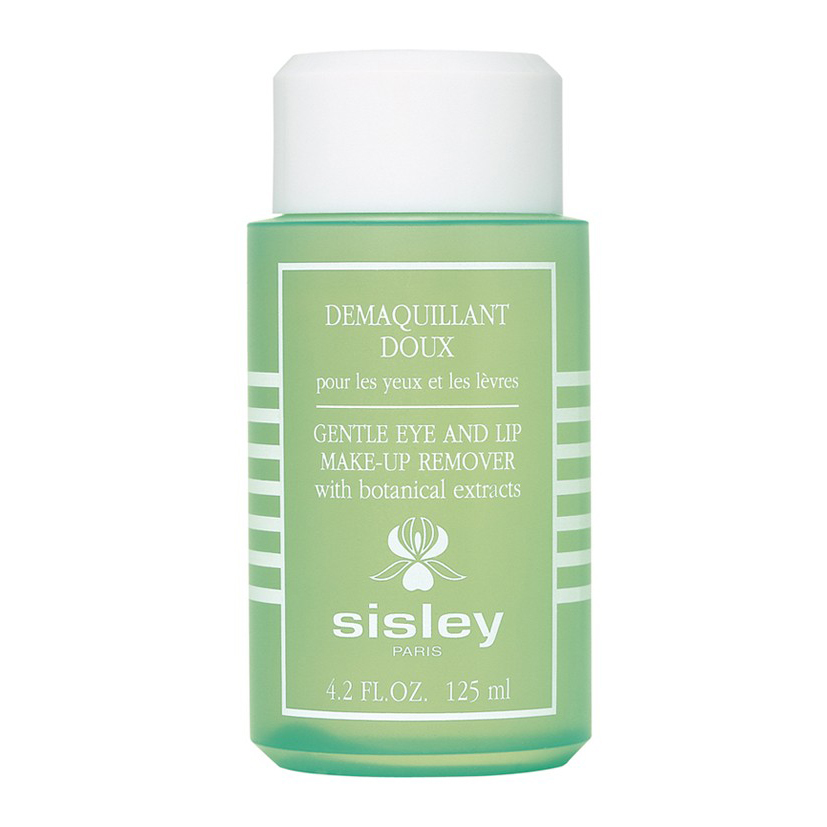 DEMAQUILLANT
DOUX
pour les yeux et les lèvres
GENTLE EYE AND LIP
MAKE-UP REMOVER
with botanical extracts
sisley
PARIS
4.2 FL.OZ. 125 ml